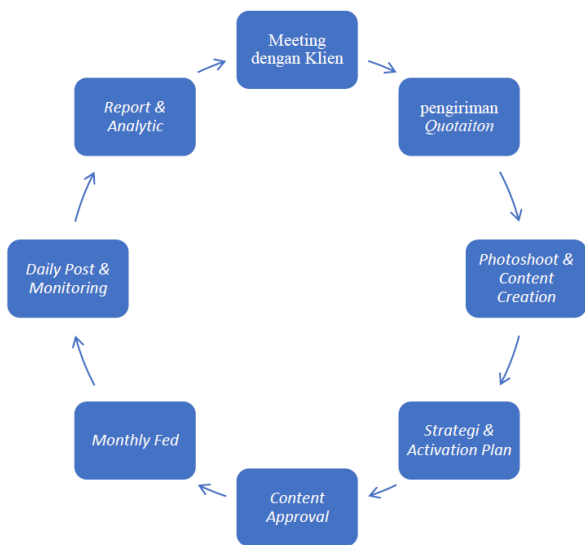 Meeting
dengan Klien
pengiriman
Quotaiton
Photoshoot &
Content
Creation
Strategi &
Activation Plan
Content
Approval
Monthly Fed
Daily Post &
Monitoring
Report &
Analytic